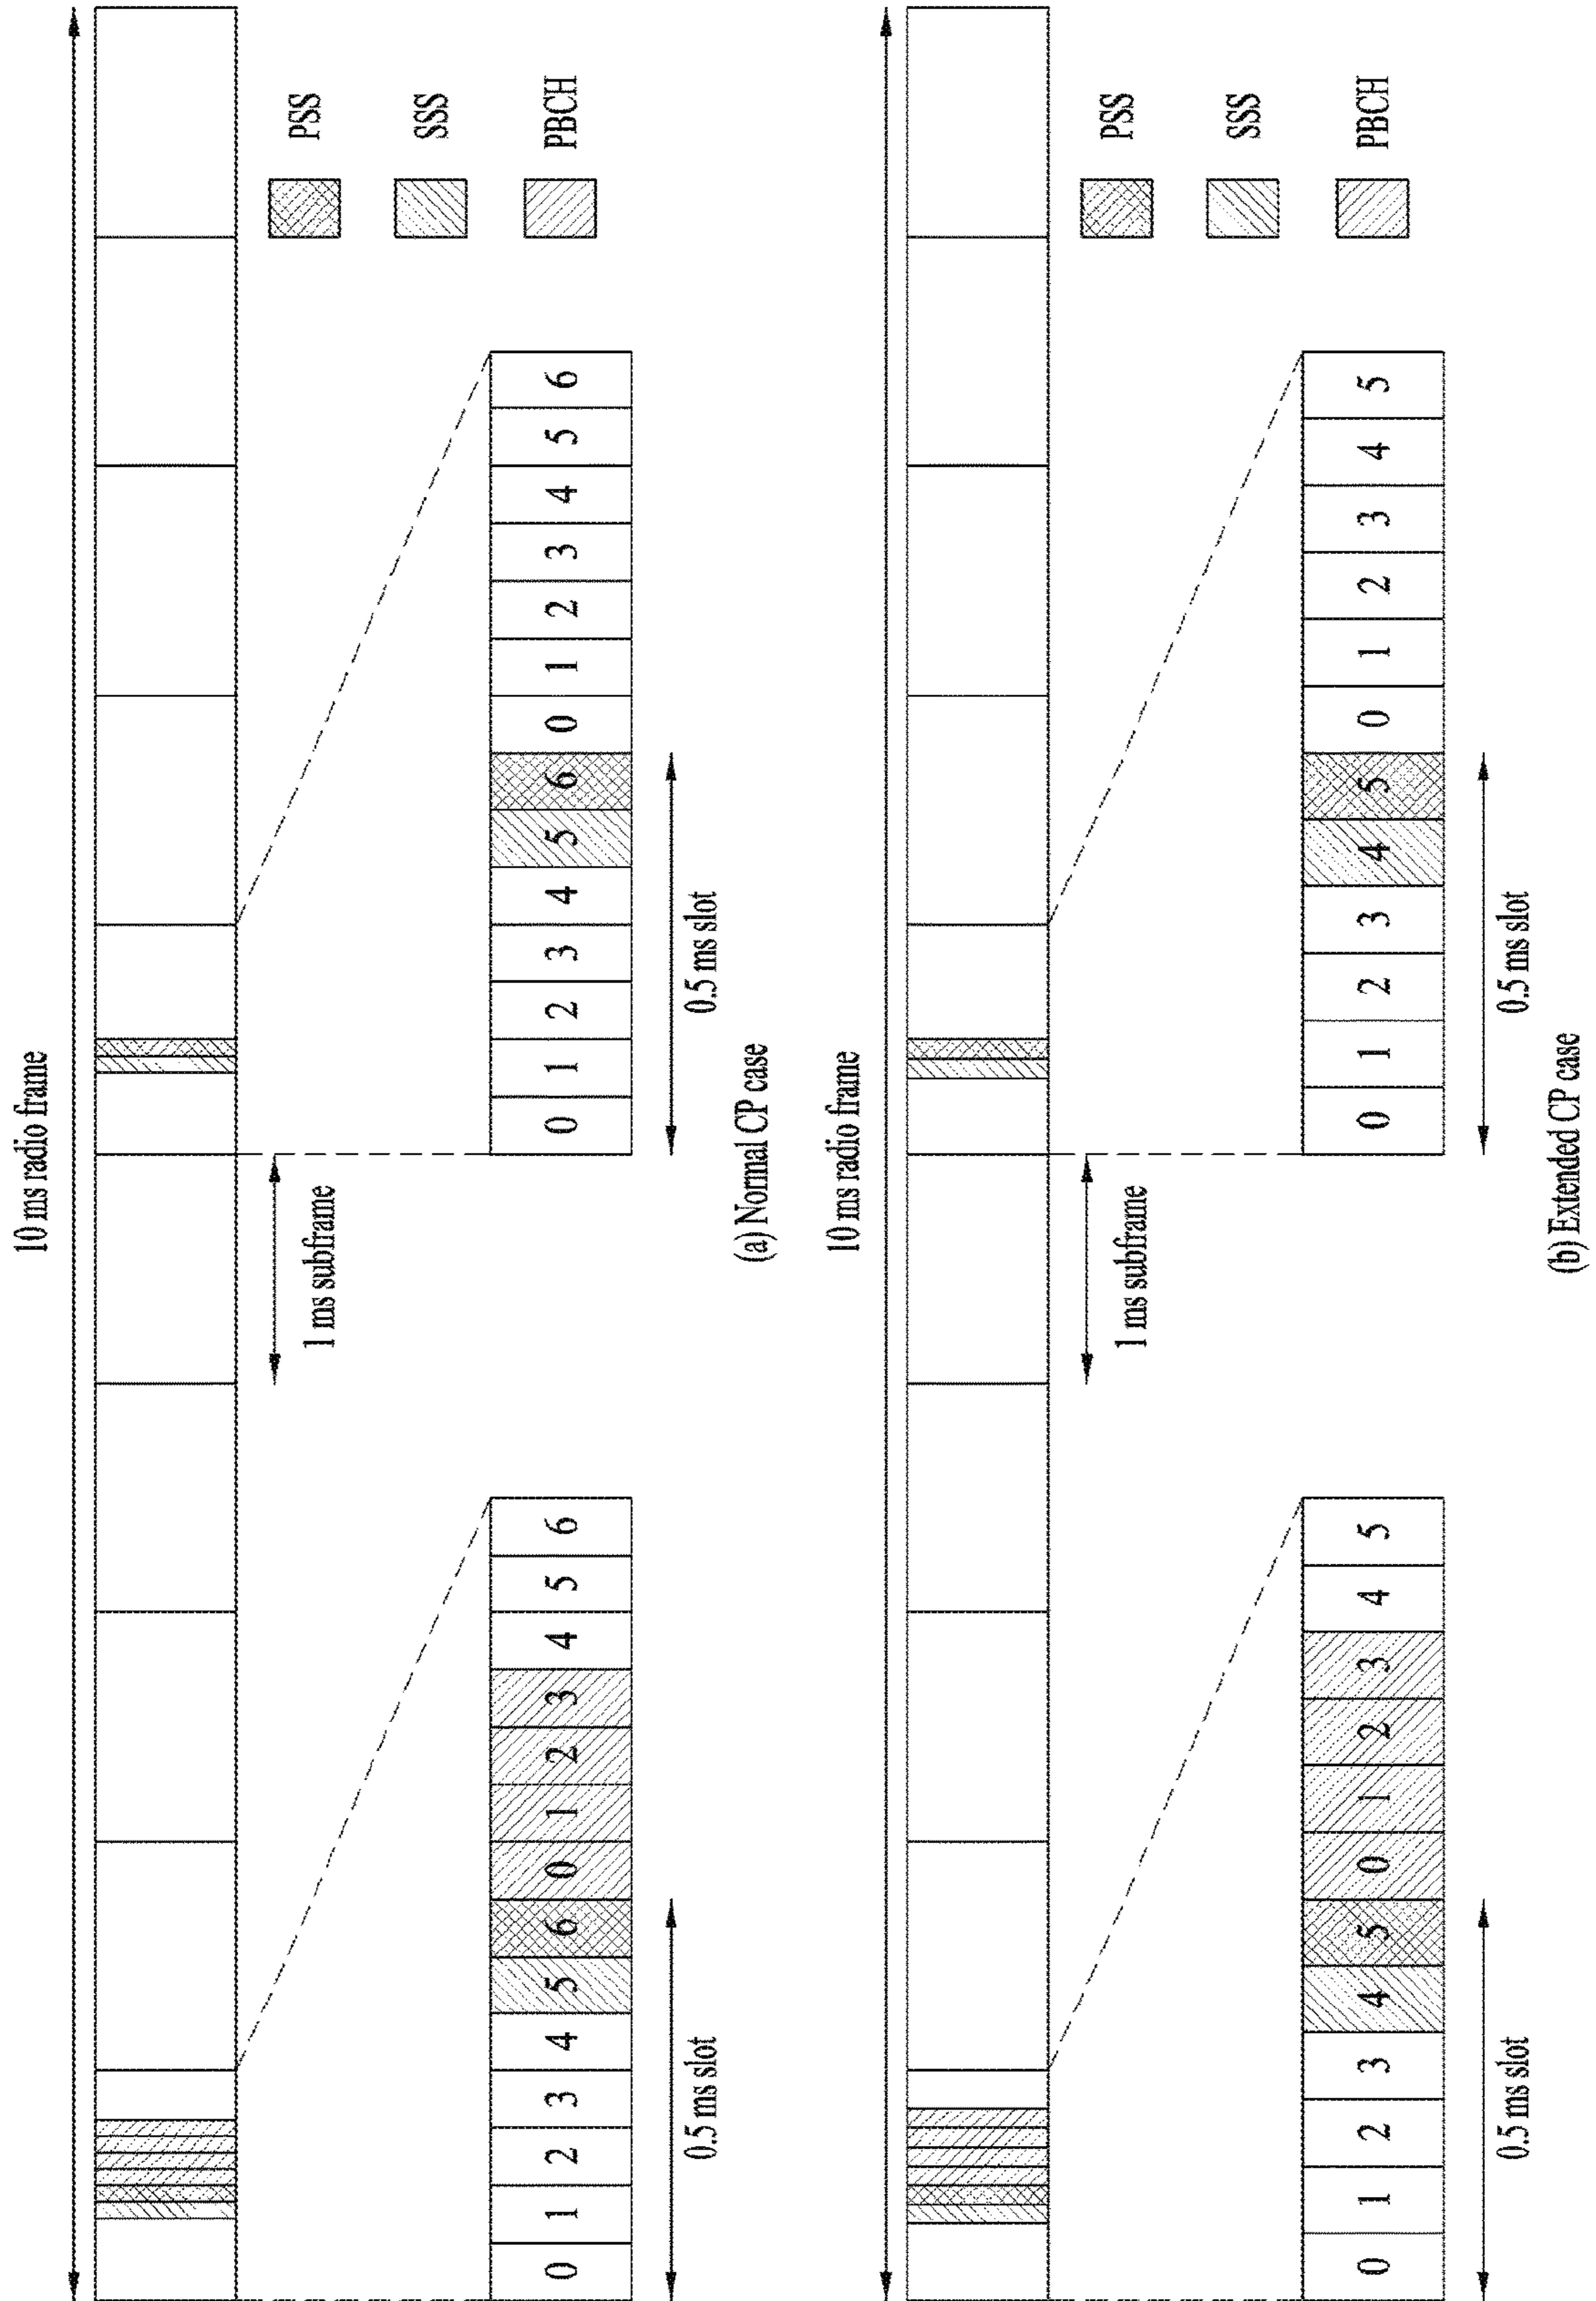 10 ms radio frame
PSS
SSS
PBCH
1 ms subframe
0 1 2 3 4 5 6 0 1 2 3 4 5 6
0 1 2 3 4 5 6 0 1 2 3 4 5 6
0.5 ms slot
0.5 ms slot
(a) Normal CP case
10 ms radio frame
PSS
SSS
PBCH
1 ms subframe
0 1 2 3 4 5 0 1 2 3 4 5
0 1 2 3 4 5 0 1 2 3 4 5
0.5 ms slot
0.5 ms slot
(b) Extended CP case